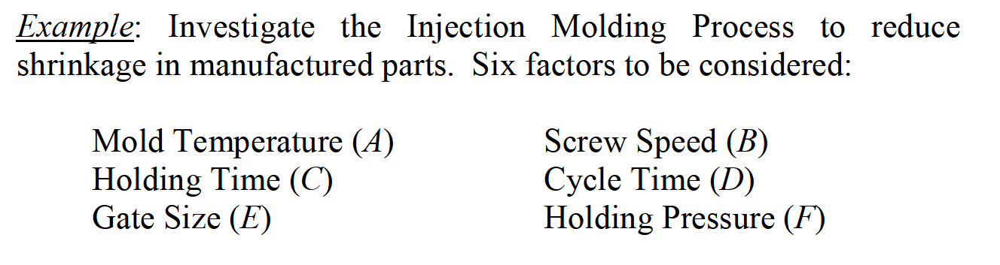 Example: Investigate the Injection Molding Process to reduce
shrinkage in manufactured parts. Six factors to be considered:
Mold Temperature (A) Screw Speed (B)
Holding Time (C) Cycle Time (D)
Gate Size (E) Holding Pressure (F)